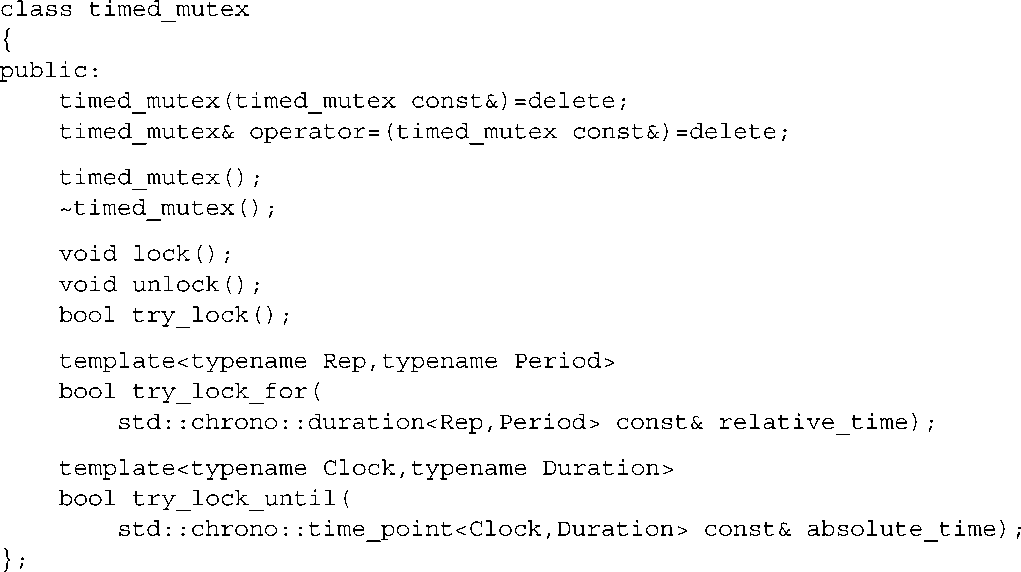 class timed_mutex
{
public:
    timed_mutex(timed_mutex const&)=delete;
    timed_mutex& operator=(timed_mutex const&)=delete;
    timed_mutex();
    ~timed_mutex();
    void lock();
    void unlock();
    bool try_lock();
    template<typename Rep,typename Period>
    bool try_lock_for(
        std::chrono::duration<Rep,Period> const& relative_time);
    template<typename Clock,typename Duration>
    bool try_lock_until(
        std::chrono::time_point<Clock,Duration> const& absolute_time);
};